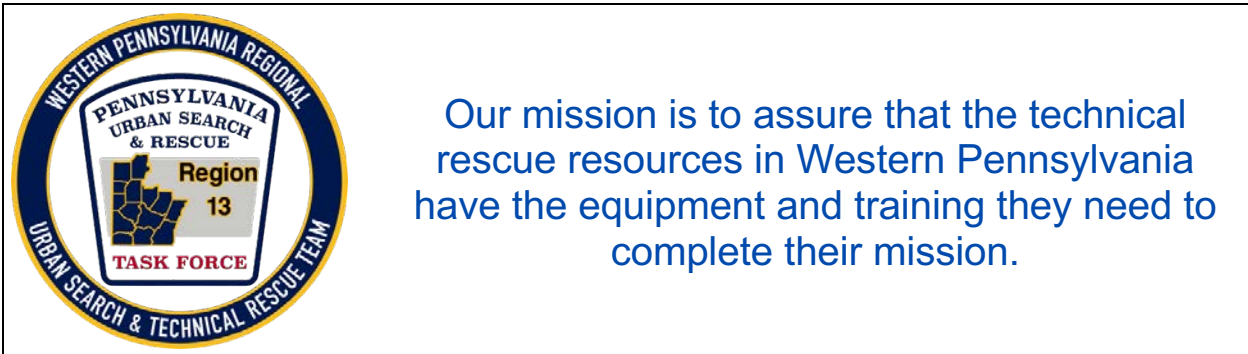 WESTERN PENNSYLVANIA REGIONAL
PENNSYLVANIA
URBAN SEARCH
& RESCUE
Region
13
TASK FORCE
URBAN SEARCH & TECHNICAL RESCUE TEAM
Our mission is to assure that the technical
rescue resources in Western Pennsylvania
have the equipment and training they need to
complete their mission.